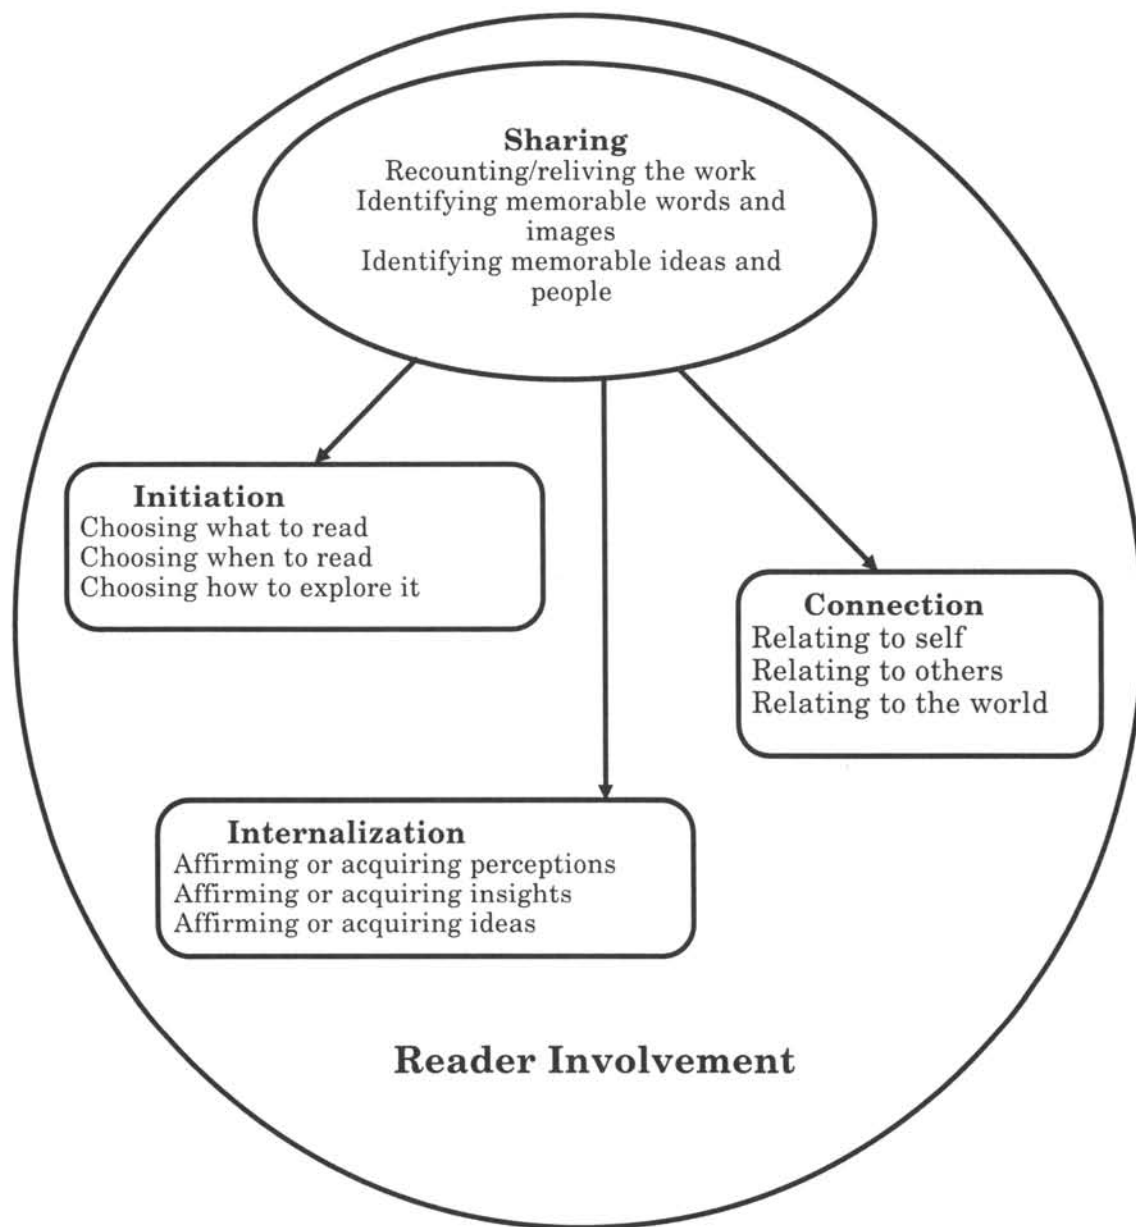 Sharing
Recounting/reliving the work
Identifying memorable words and
images
Identifying memorable ideas and
people
Initiation
Choosing what to read
Choosing when to read
Choosing how to explore it
Connection
Relating to self
Relating to others
Relating to the world
Internalization
Affirming or acquiring perceptions
Affirming or acquiring insights
Affirming or acquiring ideas
Reader Involvement